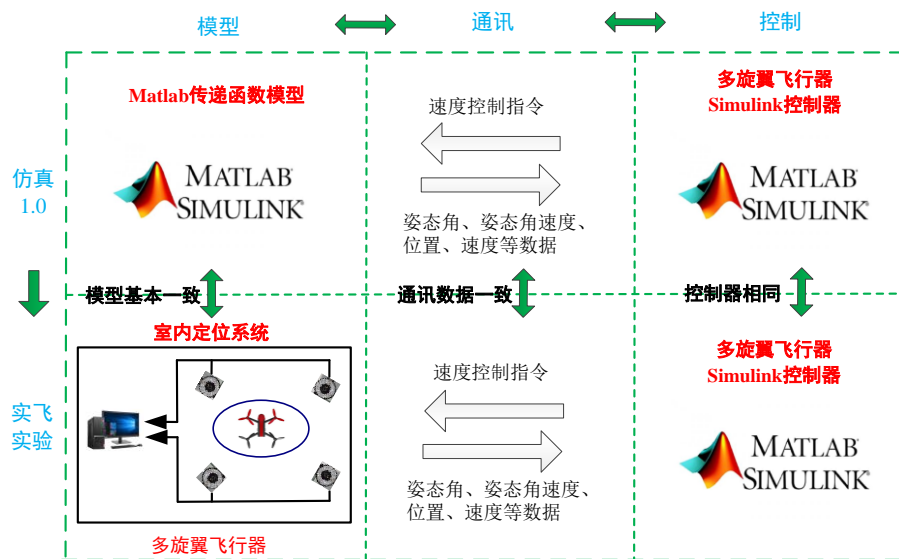 模型
通讯
控制
仿真
1.0
Matlab传递函数模型
MATLAB
SIMULINK®
速度控制指令
姿态角、姿态角速度、
位置、速度等数据
多旋翼飞行器
Simulink控制器
MATLAB
SIMULINK®
模型基本一致
通讯数据一致
控制器相同
实飞
实验
室内定位系统
多旋翼飞行器
速度控制指令
姿态角、姿态角速度、
位置、速度等数据
多旋翼飞行器
Simulink控制器
MATLAB
SIMULINK®